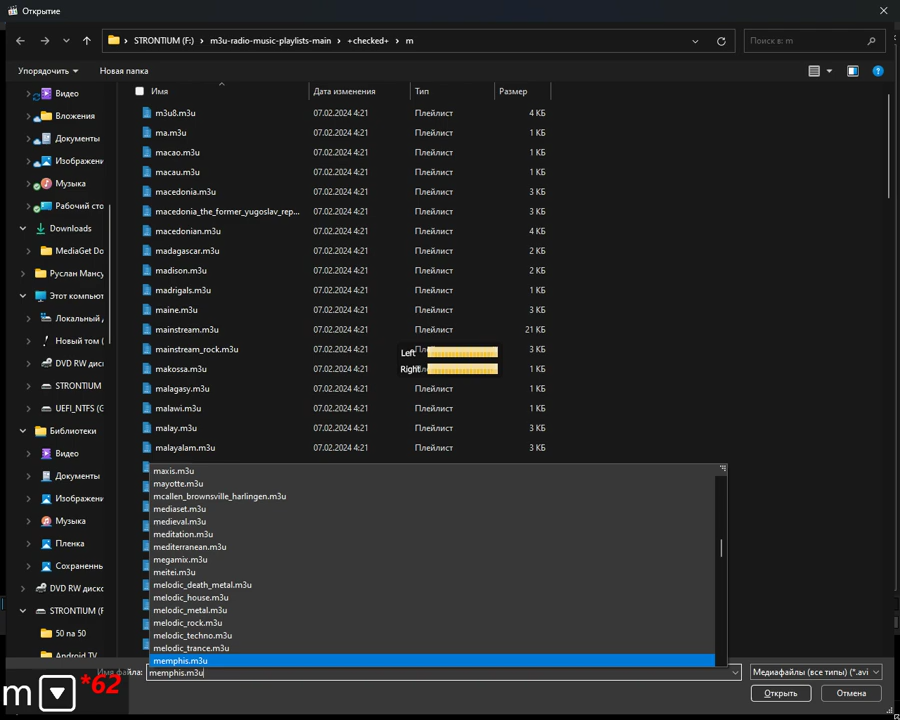 Открытие
STRONTIUM (F:) > m3u-radio-music-playlists-main > +checked+ > m
Поиск в: m
Упорядочить
Новая папка
Имя
Дата изменения
Тип
Размер
Видео
Вложения
Документы
Изображени
Музыка
Рабочий сто
Downloads
MediaGet Do
Руслан Мансу
Этот компьют
Локальный д
Новый том (
DVD RW диск
STRONTIUM
UEFI_NTFS (G
Библиотеки
Видео
Документы
Изображени
Музыка
Пленка
Сохраненны
DVD RW диско
STRONTIUM (F
50 na 50
Android TV
m3u8.m3u 07.02.2024 4:21 Плейлист 4 КБ
ma.m3u 07.02.2024 4:21 Плейлист 1 КБ
macao.m3u 07.02.2024 4:21 Плейлист 1 КБ
macau.m3u 07.02.2024 4:21 Плейлист 1 КБ
macedonia.m3u 07.02.2024 4:21 Плейлист 3 КБ
macedonia_the_former_yugoslav_rep... 07.02.2024 4:21 Плейлист 3 КБ
macedonian.m3u 07.02.2024 4:21 Плейлист 4 КБ
madagascar.m3u 07.02.2024 4:21 Плейлист 2 КБ
madison.m3u 07.02.2024 4:21 Плейлист 2 КБ
madrigals.m3u 07.02.2024 4:21 Плейлист 1 КБ
maine.m3u 07.02.2024 4:21 Плейлист 3 КБ
mainstream.m3u 07.02.2024 4:21 Плейлист 21 КБ
mainstream_rock.m3u 07.02.2024 4:21 Пле 3 КБ
makossa.m3u 07.02.2024 4:21 Пле 1 КБ
malagasy.m3u 07.02.2024 4:21 Плейлист 1 КБ
malawi.m3u 07.02.2024 4:21 Плейлист 1 КБ
malay.m3u 07.02.2024 4:21 Плейлист 3 КБ
malayalam.m3u 07.02.2024 4:21 Плейлист 3 КБ
Left
Right
maxis.m3u
mayotte.m3u
mcallen_brownsville_harlingen.m3u
mediaset.m3u
medieval.m3u
meditation.m3u
mediterranean.m3u
megamix.m3u
meitei.m3u
melodic_death_metal.m3u
melodic_house.m3u
melodic_metal.m3u
melodic_rock.m3u
melodic_techno.m3u
melodic_trance.m3u
memphis.m3u
Имя файла: memphis.m3u
Медиафайлы (все типы) (*.avi
Открыть
Отмена
m *62